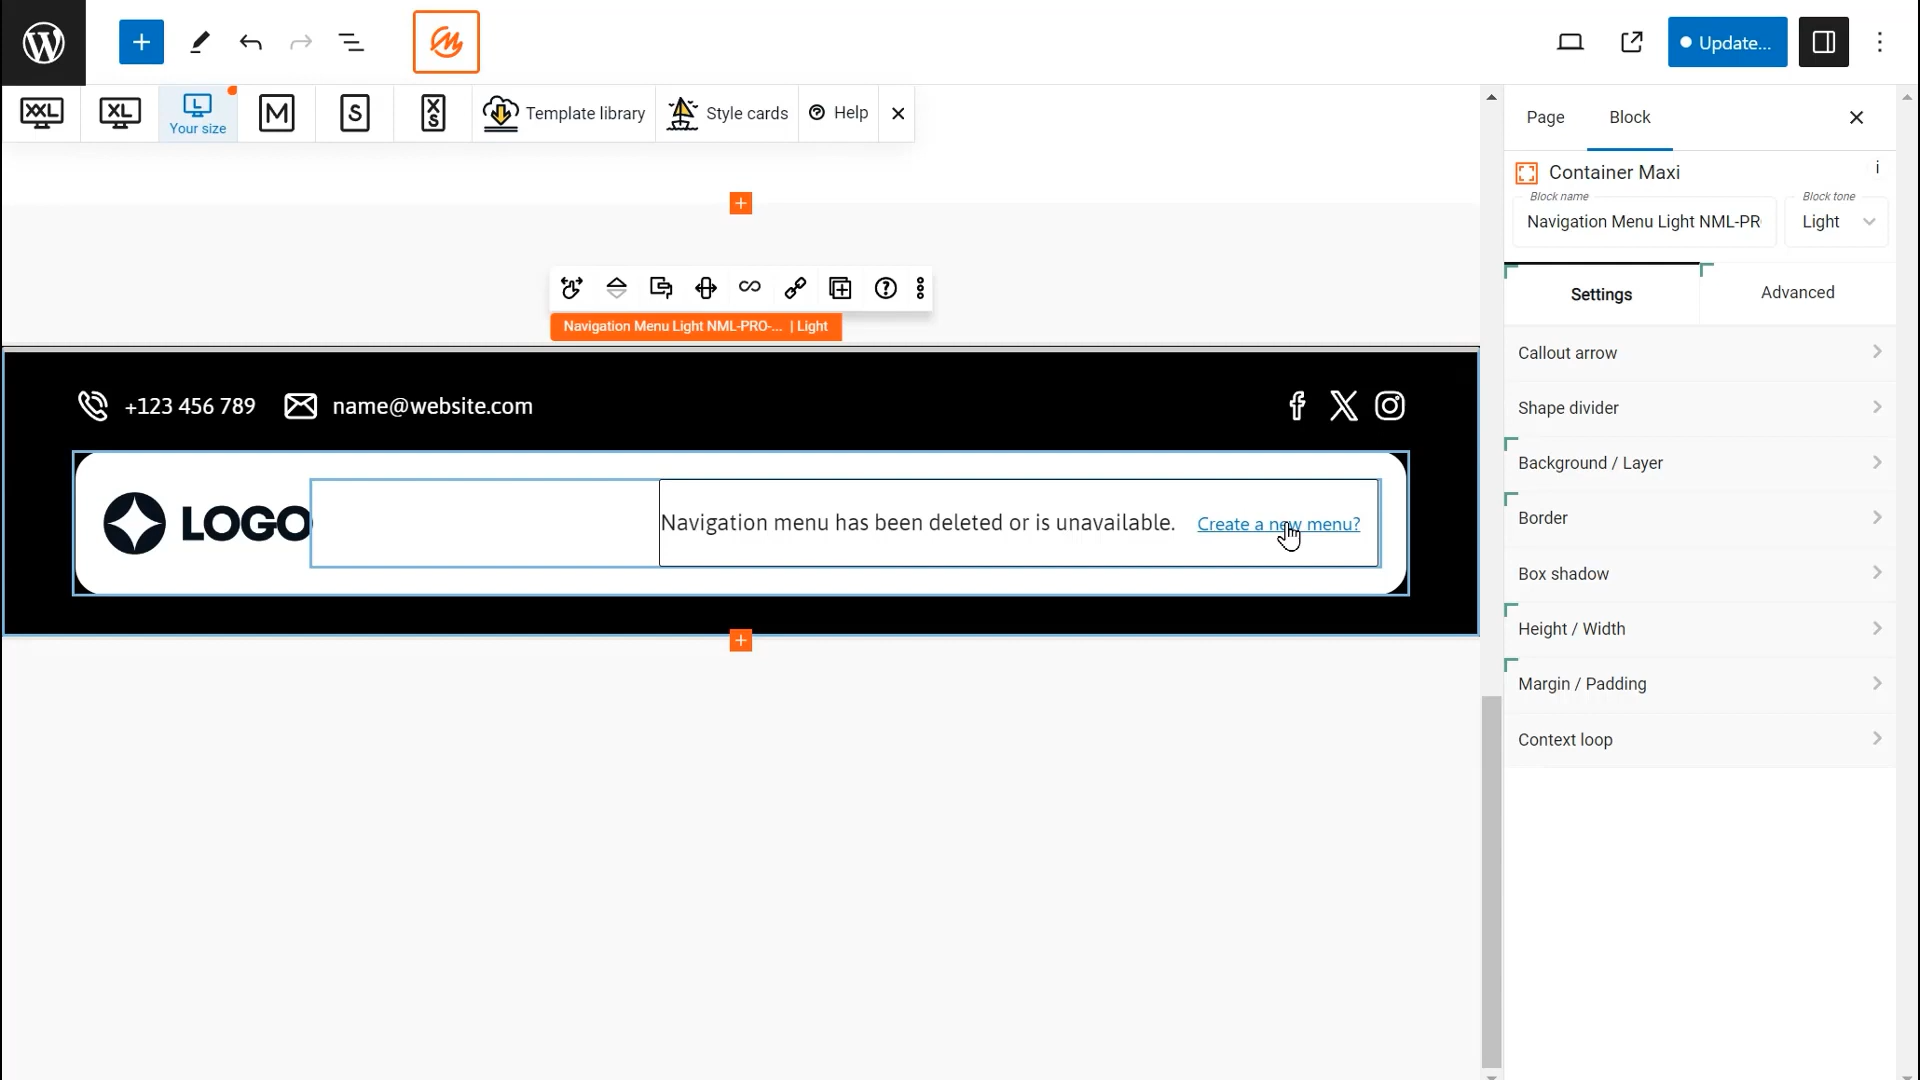 Update...
XXL
XL
L
Your size
M
S
XS
Template library
Style cards
Help
Page
Block
Container Maxi
i
Block name
Navigation Menu Light NML-PR
Block tone
Light
Settings
Advanced
Callout arrow
Shape divider
Background / Layer
Border
Box shadow
Height / Width
Margin / Padding
Context loop
Navigation Menu Light NML-PRO-... | Light
+123 456 789
name@website.com
LOGO
Navigation menu has been deleted or is unavailable. Create a new menu?